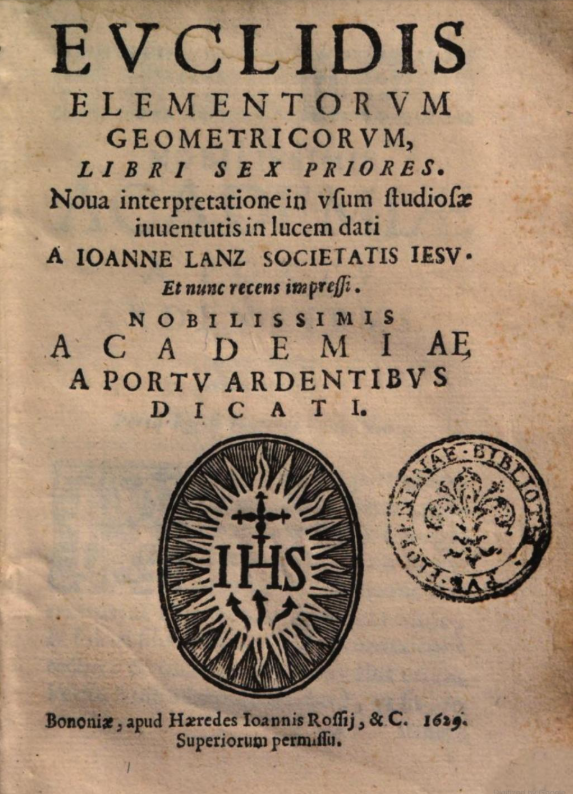 EVCLIDIS
ELEMENTORVM
GEOMETRICORVM,
LIBRI SEX PRIORES.
Noua interpretatione in vſum ſtudioſæ
iuuentutis in lucem dati
A IOANNE LANZ SOCIETATIS IESV.
Et nunc recens impreſſi.
NOBILISSIMIS
ACADEMIAE
A PORTV ARDENTIBVS
DICATI.
IHS
PVB·FLORENTINAE·BIBLIOT
Bononiæ, apud Hæredes Ioannis Roſſij, & C. 1629.
Superiorum permiſſu.